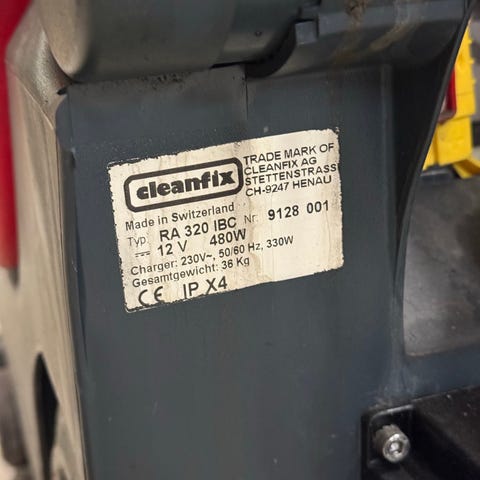 cleanfix
TRADE MARK OF
CLEANFIX AG
STETTENSTRASS
CH-9247 HENAU
Made in Switzerland
Typ: RA 320 IBC Nr: 9128 001
12 V 480W
Charger: 230V~, 50/60 Hz, 330W
Gesamtgewicht: 36 Kg
CE IP X4